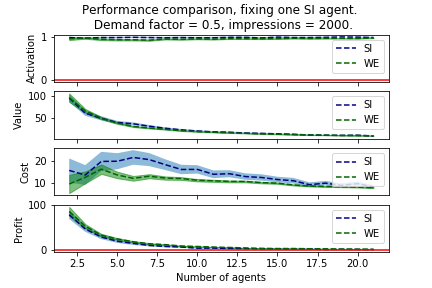 Performance comparison, fixing one SI agent.
Demand factor = 0.5, impressions = 2000.
Activation
1
0
SI
WE
Value
100
50
SI
WE
Cost
20
10
SI
WE
Profit
100
0
SI
WE
2.5 5.0 7.5 10.0 12.5 15.0 17.5 20.0
Number of agents